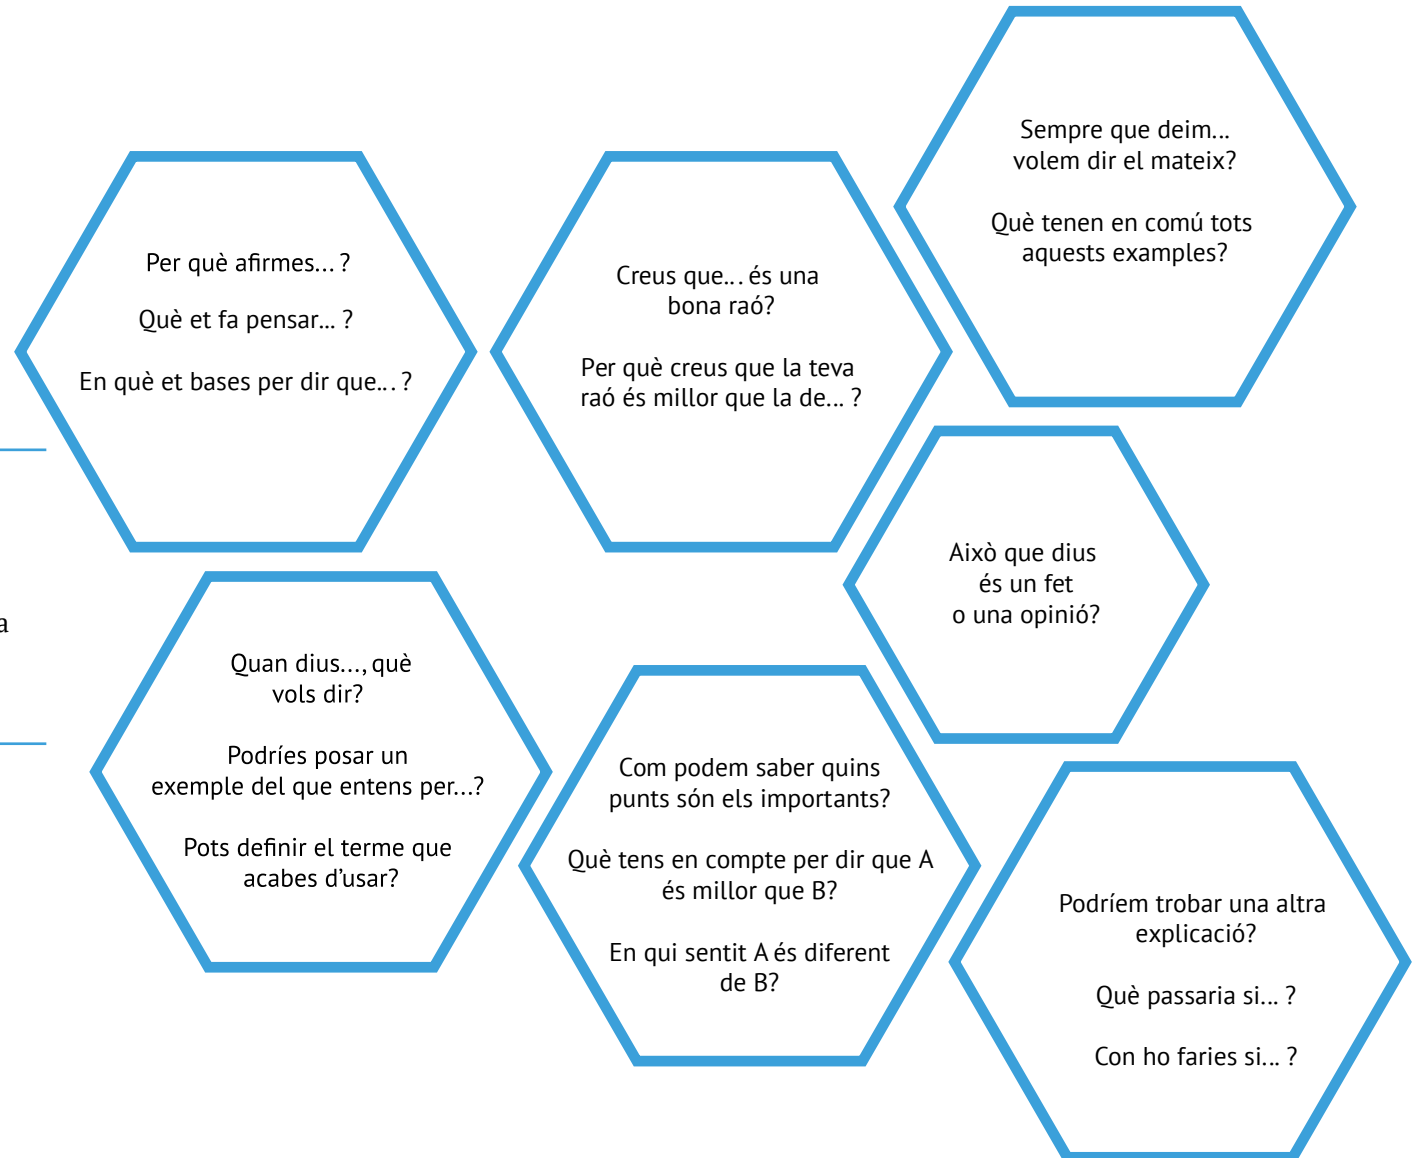 Sempre que deim...
volem dir el mateix?
Què tenen en comú tots
aquests examples?
Per què afirmes... ?
Què et fa pensar... ?
En què et bases per dir que... ?
Creus que... és una
bona raó?
Per què creus que la teva
raó és millor que la de... ?
Això que dius
és un fet
o una opinió?
a
Quan dius..., què
vols dir?
Podríes posar un
exemple del que entens per...?
Pots definir el terme que
acabes d'usar?
Com podem saber quins
punts són els importants?
Què tens en compte per dir que A
és millor que B?
En qui sentit A és diferent
de B?
Podríem trobar una altra
explicació?
Què passaria si... ?
Con ho faries si... ?